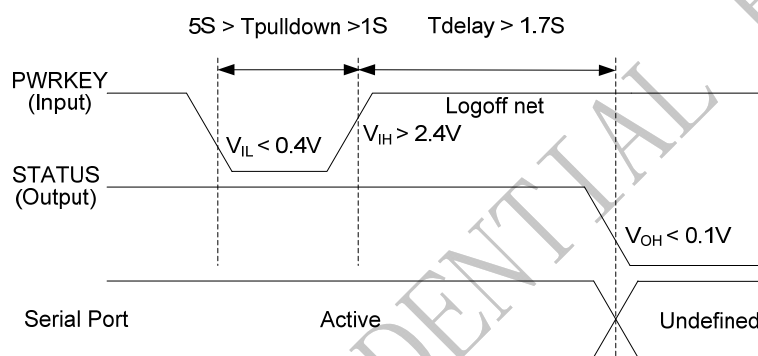 5S > Tpulldown >1S Tdelay > 1.7S
PWRKEY
(Input)
Logoff net
VIL < 0.4V VIH > 2.4V
STATUS
(Output)
VOH < 0.1V
Serial Port Active Undefined
DENTIAL